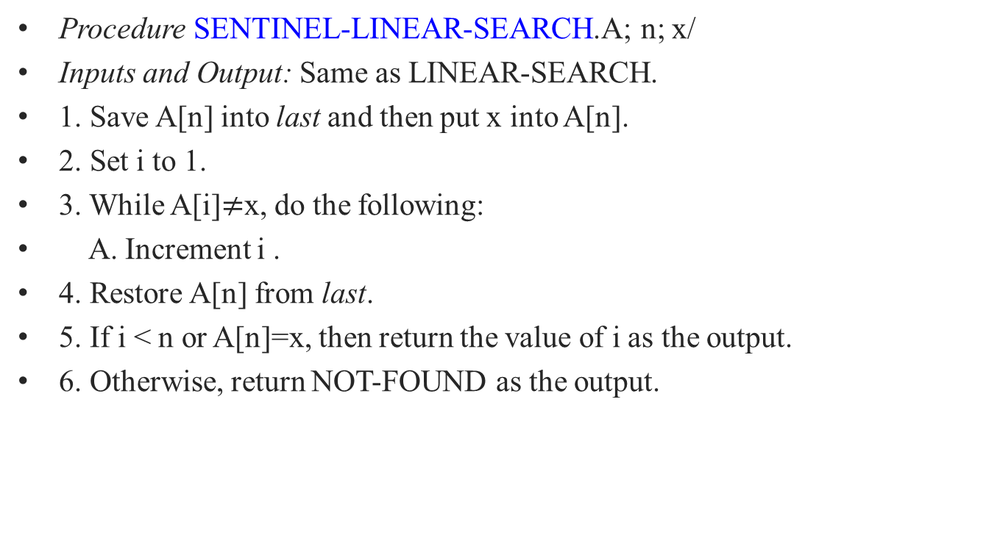 • Procedure SENTINEL-LINEAR-SEARCH.A; n; x/
• Inputs and Output: Same as LINEAR-SEARCH.
• 1. Save A[n] into last and then put x into A[n].
• 2. Set i to 1.
• 3. While A[i]≠x, do the following:
• A. Increment i .
• 4. Restore A[n] from last.
• 5. If i < n or A[n]=x, then return the value of i as the output.
• 6. Otherwise, return NOT-FOUND as the output.